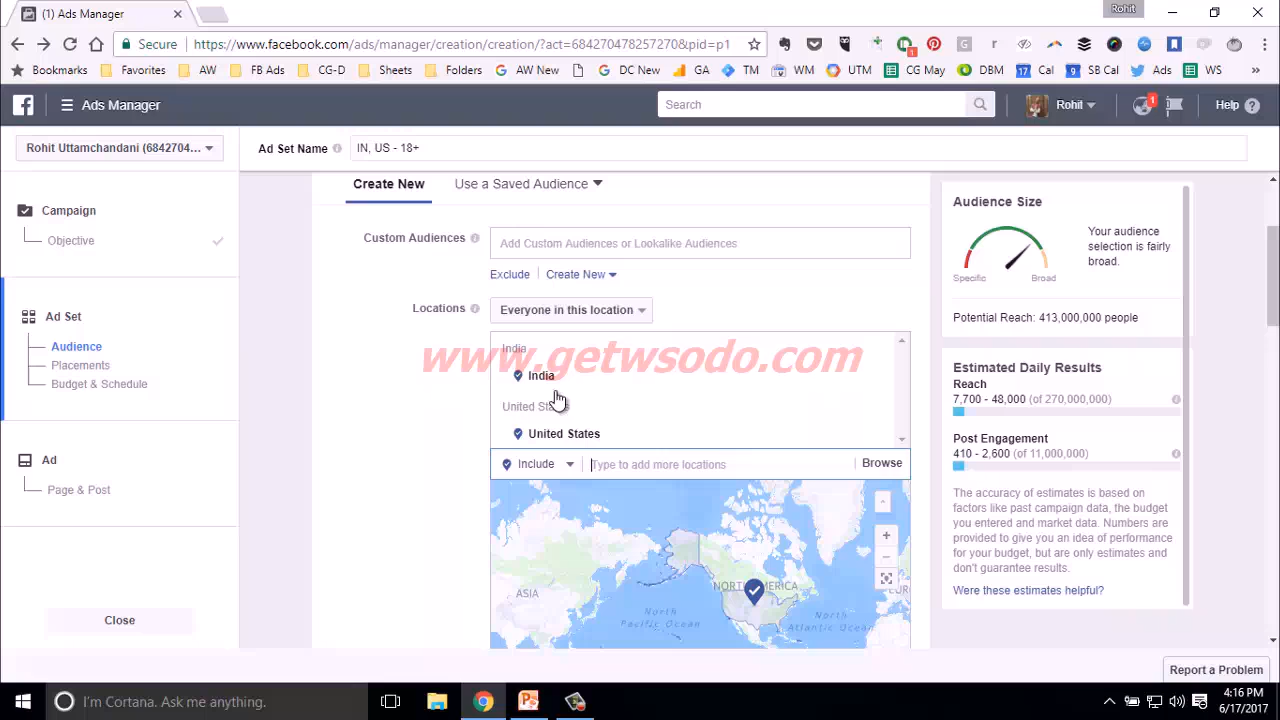 (1) Ads Manager
Rohit
Secure
https://www.facebook.com/ads/manager/creation/creation/?act=684270478257270&pid=p1
Bookmarks
Favorities
AW
FB Ads
CG-D
Sheets
Folders
AW New
DC New
GA
TM
WM
UTM
CG May
DBM
Cal
SB Cal
Ads
WS
Ads Manager
Search
Rohil
1
Help
Rohit Uttamchandani (6842704...
Ad Set Name
IN, US - 18+
Campaign
Objective
Ad Set
Audience
Placements
Budget & Schedule
Ad
Page & Post
Close
Create New
Use a Saved Audience
Custom Audiences
Add Custom Audiences or Lookalike Audiences
Exclude
Create New
Locations
Everyone in this location
India
India
United States
www.getwsodo.com
Include
Type to add more locations
Browse
ASIA
NORTH AMERICA
North
Pacific Ocean
North
Atlantic Ocean
Audience Size
Specific
Broad
Your audience
selection is fairly
broad.
Potential Reach: 413,000,000 people
Estimated Daily Results
Reach
7,700 - 48,000 (of 270,000,000)
Post Engagement
410 - 2,600 (of 11,000,000)
The accuracy of estimates is based on
factors like past campaign data, the budget
you entered and market data. Numbers are
provided to give you an idea of performance
for your budget, but are only estimates and
don't guarantee results.
Were these estimates helpful?
Report a Problem
I'm Cortana. Ask me anything.
4:16 PM
6/17/2017